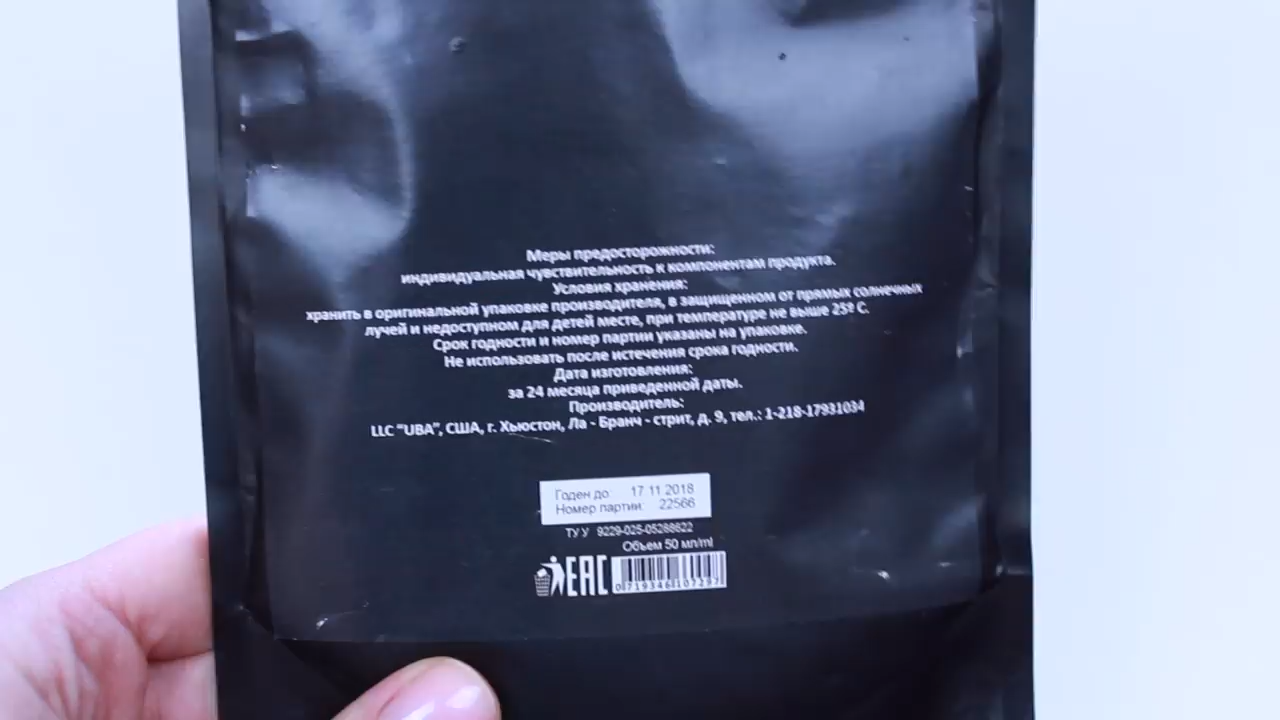 Меры предосторожности:
индивидуальная чувствительность к компонентам продукта.
Условия хранения:
хранить в оригинальной упаковке производителя, в защищенном от прямых солнечных
лучей и недоступном для детей месте, при температуре не выше 25º С.
Срок годности и номер партии указаны на упаковке.
Не использовать после истечения срока годности.
Дата изготовления:
за 24 месяца приведенной даты.
Производитель:
LLC "UBA", США, г. Хьюстон, Ла - Бранч - стрит, д. 9, тел.: 1-218-17931034
Годен до: 17 11 2018
Номер партии: 22566
ТУ У 9229-025-05288622
Объем 50 мл/ml
EAC
0719346107297